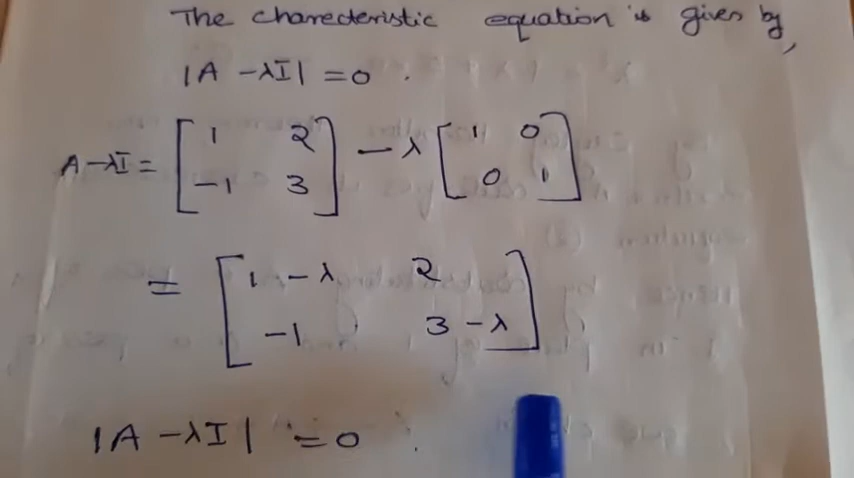 The charecteristic equation is given by,
|A - λI| = 0 .
A - λI = [ 1 2 -1 3 ] - λ [ 1 0 0 1 ]
= [ 1 - λ 2 -1 3 - λ ]
|A - λI| = 0 .